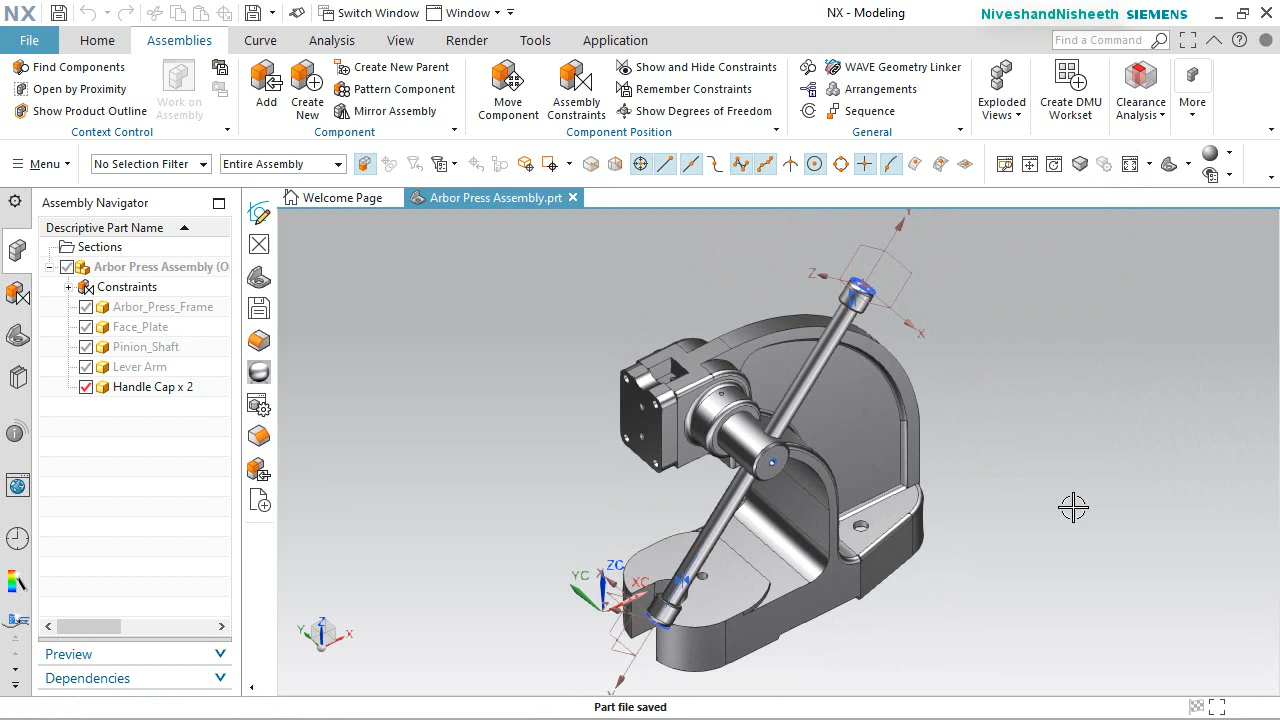 NX
Switch Window
Window
NX - Modeling
NiveshandNisheeth SIEMENS
File
Home
Assemblies
Curve
Analysis
View
Render
Tools
Application
Find a Command
Find Components
Open by Proximity
Show Product Outline
Work on Assembly
Context Control
Add
Create New
Create New Parent
Pattern Component
Mirror Assembly
Component
Move Component
Assembly Constraints
Show and Hide Constraints
Remember Constraints
Show Degrees of Freedom
Component Position
WAVE Geometry Linker
Arrangements
Sequence
General
Exploded Views
Create DMU Workset
Clearance Analysis
More
Menu
No Selection Filter
Entire Assembly
Assembly Navigator
Welcome Page
Arbor Press Assembly.prt
Descriptive Part Name
Sections
Arbor Press Assembly (O
Constraints
Arbor_Press_Frame
Face_Plate
Pinion_Shaft
Lever Arm
Handle Cap x 2
Y
Z
X
ZC
YC
XC
X
Y
Z
Y
X
Preview
Dependencies
Part file saved